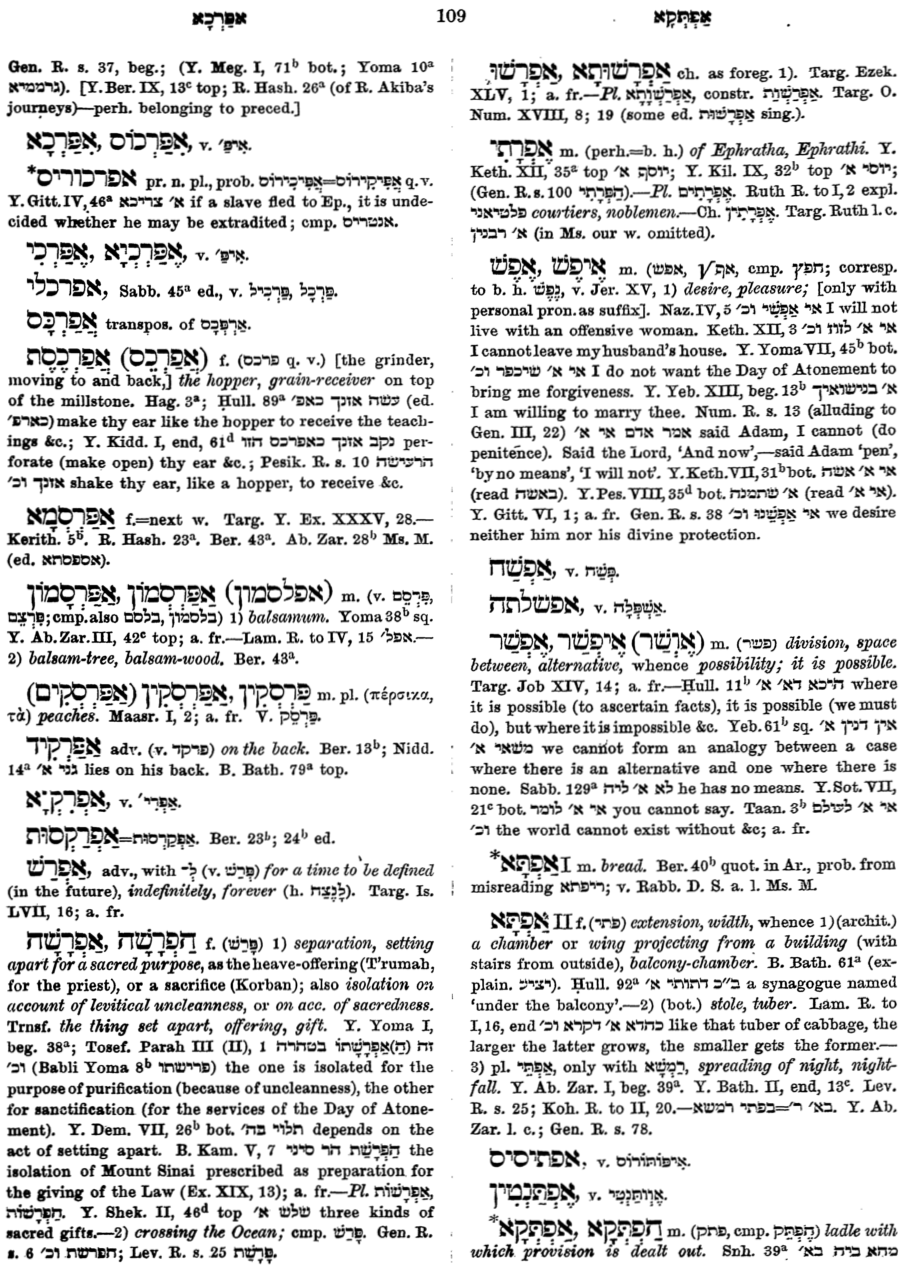 אפּרְכָא
109
אַפְתְּקָא
Gen. R. s. 37, beg.; (Y. Meg. I, 71ᵇ bot.; Yoma 10ᵃ
גרממיא). [Y. Ber. IX, 13ᶜ top; R. Hash. 26ᵃ (of R. Akiba's
journeys)—perh. belonging to preced.]
אִפַּרְכוֹס, אִפַּרְכָא, v. אִיפּ׳.
*אפרכוריס pr. n. pl., prob. אֶפִּיקִירוֹס=אֶפִּיכֵירוֹס q. v.
Y. Gitt. IV, 46ᵃ א׳ צריכא if a slave fled to Ep., it is unde-
cided whether he may be extradited; cmp. אנטריס.
אֶפַּרְכְיָא, אֶפַּרְכִי, v. אִיפּ׳.
אפרכלי, Sabb. 45ᵃ ed., v. פַּרְכָּל, פַּרְכִּיל.
אֲפַרְכָּס transpos. of אַרְפְּכָס.
אֲפַרְכֶּסֶת (אֲפַרְכֵּס) f. (פרכס q. v.) [the grinder,
moving to and back,] the hopper, grain-receiver on top
of the millstone. Hag. 3ᵃ; Ḥull. 89ᵃ עשה אזנך כאפ׳ (ed.
כארפ׳) make thy ear like the hopper to receive the teach-
ings &c.; Y. Kidd. I, end, 61ᵈ נקב אזנך כאפרכס הזו per-
forate (make open) thy ear &c.; Pesik. R. s. 10 הרעישה
אזנך וכ׳ shake thy ear, like a hopper, to receive &c.
אֲפַרְסְמָא f.=next w. Targ. Y. Ex. XXXV, 28.—
Kerith. 5ᵇ. R. Hash. 23ᵃ. Ber. 43ᵃ. Ab. Zar. 28ᵇ Ms. M.
(ed. אספסתא).
אֲפַרְסְמוֹן, אֲפַּרְסָמוֹן (אפלסמון) m. (v. פַּרְסֵם,
פַּרְצֵם; cmp. also בלסם, בלסמון) 1) balsamum. Yoma 38ᵇ sq.
Y. Ab. Zar. III, 42ᶜ top; a. fr.—Lam. R. to IV, 15 אפל׳.—
2) balsam-tree, balsam-wood. Ber. 43ᵃ.
פַּרְסְקִין, אֲפַּרְסְקִין (אֲפַּרְסְקִים) m. pl. (πέρσικα,
τὰ) peaches. Maasr. I, 2; a. fr. V. פַּרְסֵק.
אֲפַּרְקִיד adv. (v. פרקד) on the back. Ber. 13ᵇ; Nidd.
14ᵃ גני א׳ lies on his back. B. Bath. 79ᵃ top.
אֲפְרִקְיָא, v. אַפְרִי׳.
אֲפַרְקְסוּת=אֲפַּקַרְסוּת. Ber. 23ᵇ; 24ᵇ ed.
אַפְרַשׁ, adv., with לְ־ (v. פְּרַשׁ) for a time to be defined
(in the future), indefinitely, forever (h. לָנֶצַח). Targ. Is.
LVII, 16; a. fr.
הַפְרָשָׁה, אַפְרָשָׁה f. (פָּרַשׁ) 1) separation, setting
apart for a sacred purpose, as the heave-offering (T'rumah,
for the priest), or a sacrifice (Korban); also isolation on
account of levitical uncleanness, or on acc. of sacredness.
Trnsf. the thing set apart, offering, gift. Y. Yoma I,
beg. 38ᵃ; Tosef. Parah III (II), 1 זה (ה)אַפְרָשָׁתוֹ בטהרה
וכ׳ (Babli Yoma 8ᵇ פרישתו) the one is isolated for the
purpose of purification (because of uncleanness), the other
for sanctification (for the services of the Day of Atone-
ment). Y. Dem. VII, 26ᵇ bot. תלוי בה׳ depends on the
act of setting apart. B. Kam. V, 7 הַפְרָשַׁת הר סיני the
isolation of Mount Sinai prescribed as preparation for
the giving of the Law (Ex. XIX, 13); a. fr.—Pl. אַפְרָשׁוֹת,
הַפְרָשׁוֹת. Y. Shek. II, 46ᵈ top שלש א׳ three kinds of
sacred gifts.—2) crossing the Ocean; cmp. פָּרַשׁ. Gen. R.
s. 6 הפרשת וכ׳; Lev. R. s. 25 פָּרָשַׁת.
אַפְרָשׁוּתָא, אַפְרָשׁוּ ch. as foreg. 1). Targ. Ezek.
XLV, 1; a. fr.—Pl. אַפְרָשְׁוָתָא, constr. אַפְרָשְׁוַת. Targ. O.
Num. XVIII, 8; 19 (some ed. אַפְרָשׁוּת sing.).
אֶפְרָתִי m. (perh.=b. h.) of Ephratha, Ephrathi. Y.
Keth. XII, 35ᵃ top יוסף א׳; Y. Kil. IX, 32ᵇ top יוסי א׳;
(Gen. R. s. 100 הֶפְרָתִי).—Pl. אֶפְרָתִים. Ruth R. to I, 2 expl.
פלטיאני courtiers, noblemen.—Ch. אֶפְרָתִין. Targ. Ruth l. c.
א׳ רבנין (in Ms. our w. omitted).
אִיפֵשׁ, אֶפֵשׁ m. (אפש, √אף, cmp. חפץ; corresp.
to b. h. נֶפֶשׁ, v. Jer. XV, 1) desire, pleasure; [only with
personal pron. as suffix]. Naz. IV, 5 אי אֶפְשִׁי וכ׳ I will not
live with an offensive woman. Keth. XII, 3 אי א׳ לזוז וכ׳
I cannot leave my husband's house. Y. Yoma VII, 45ᵇ bot.
אי א׳ שיכפר וכ׳ I do not want the Day of Atonement to
bring me forgiveness. Y. Yeb. XIII, beg. 13ᵇ א׳ בנישואיך
I am willing to marry thee. Num. R. s. 13 (alluding to
Gen. III, 22) אמר אדם אי א׳ said Adam, I cannot (do
penitence). Said the Lord, 'And now',—said Adam 'pen',
'by no means', 'I will not'. Y. Keth. VII, 31ᵇ bot. אי א׳ אשה
(read באשה). Y. Pes. VIII, 35ᵈ bot. א׳ שתמנה (read אי א׳).
Y. Gitt. VI, 1; a. fr. Gen. R. s. 38 אי אֶפְשֵׁנוּ וכ׳ we desire
neither him nor his divine protection.
אַפְשַׁח, v. פְּשַׁח.
אפשלתה, v. אַשְׁפָּלָה.
אִיפְשַׁר, אֶפְשַׁר (אֶוְשַׁר) m. (פשר) division, space
between, alternative, whence possibility; it is possible.
Targ. Job XIV, 14; a. fr.—Ḥull. 11ᵇ היכא דא׳ א׳ where
it is possible (to ascertain facts), it is possible (we must
do), but where it is impossible &c. Yeb. 61ᵇ sq. אין דנין א׳
משאי א׳ we cannot form an analogy between a case
where there is an alternative and one where there is
none. Sabb. 129ᵃ לא א׳ ליה he has no means. Y. Sot. VII,
21ᶜ bot. אי א׳ לומר you cannot say. Taan. 3ᵇ אי א׳ לעולם
וכ׳ the world cannot exist without &c; a. fr.
*אַפְתָּא I m. bread. Ber. 40ᵇ quot. in Ar., prob. from
misreading ריפתא; v. Rabb. D. S. a. l. Ms. M.
אַפְתָּא II f. (פתי) extension, width, whence 1) (archit.)
a chamber or wing projecting from a building (with
stairs from outside), balcony-chamber. B. Bath. 61ᵃ (ex-
plain. יציע). Ḥull. 92ᵃ ב״כ דתותי א׳ a synagogue named
'under the balcony'.—2) (bot.) stole, tuber. Lam. R. to
I, 16, end כהדא א׳ דקרא וכ׳ like that tuber of cabbage, the
larger the latter grows, the smaller gets the former.—
3) pl. אַפְתֵּי, only with רַמְשָׁא, spreading of night, night-
fall. Y. Ab. Zar. I, beg. 39ᵃ. Y. Bath. II, end, 13ᶜ. Lev.
R. s. 25; Koh. R. to II, 20.—בא׳ ר׳=בפתי רמשא. Y. Ab.
Zar. l. c.; Gen. R. s. 78.
אפתיסיס, v. איפּוֹתוֹרוֹס.
אֶפְתַּנְטִין, v. אֶוְוֹתַנְטֵי.
*הַפְתְּקָא, אַפְתְּקָא m. (פתק, cmp. הַפְתֵּק) ladle with
which provision is dealt out. Snh. 39ᵃ מחא ביה בא׳